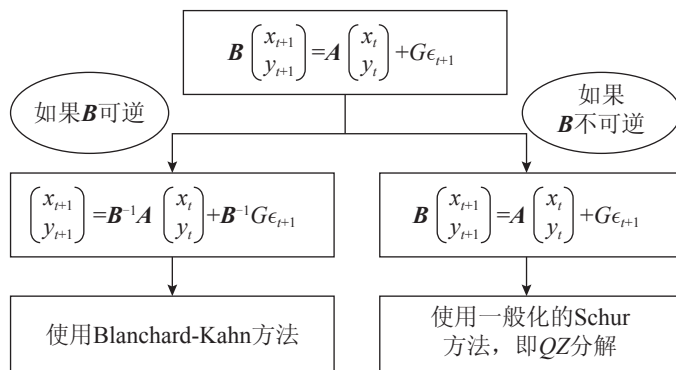 B (x_{t+1} y_{t+1}) = A (x_t y_t) + Gϵ_{t+1}
如果B可逆
如果
B不可逆
(x_{t+1} y_{t+1}) = B^{-1}A (x_t y_t) + B^{-1}Gϵ_{t+1}
B (x_{t+1} y_{t+1}) = A (x_t y_t) + Gϵ_{t+1}
使用Blanchard-Kahn方法
使用一般化的Schur
方法，即QZ分解